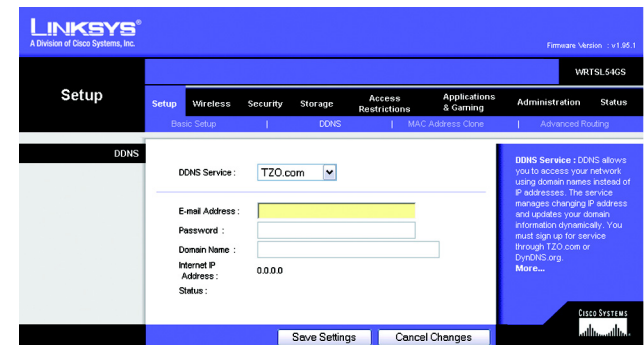 LINKSYS®
A Division of Cisco Systems, Inc.
Firmware Version : v1.95.1
WRTSL54GS
Setup
Setup Wireless Security Storage Access Restrictions Applications & Gaming Administration Status
Basic Setup | DDNS | MAC Address Clone | Advanced Routing
DDNS
DDNS Service :
TZO.com
E-mail Address :
Password :
Domain Name :
Internet IP
Address :
0.0.0.0
Status :
DDNS Service : DDNS allows
you to access your network
using domain names instead of
IP addresses. The service
manages changing IP address
and updates your domain
information dynamically. You
must sign up for service
through TZO.com or
DynDNS.org.
More...
CISCO SYSTEMS
Save Settings
Cancel Changes